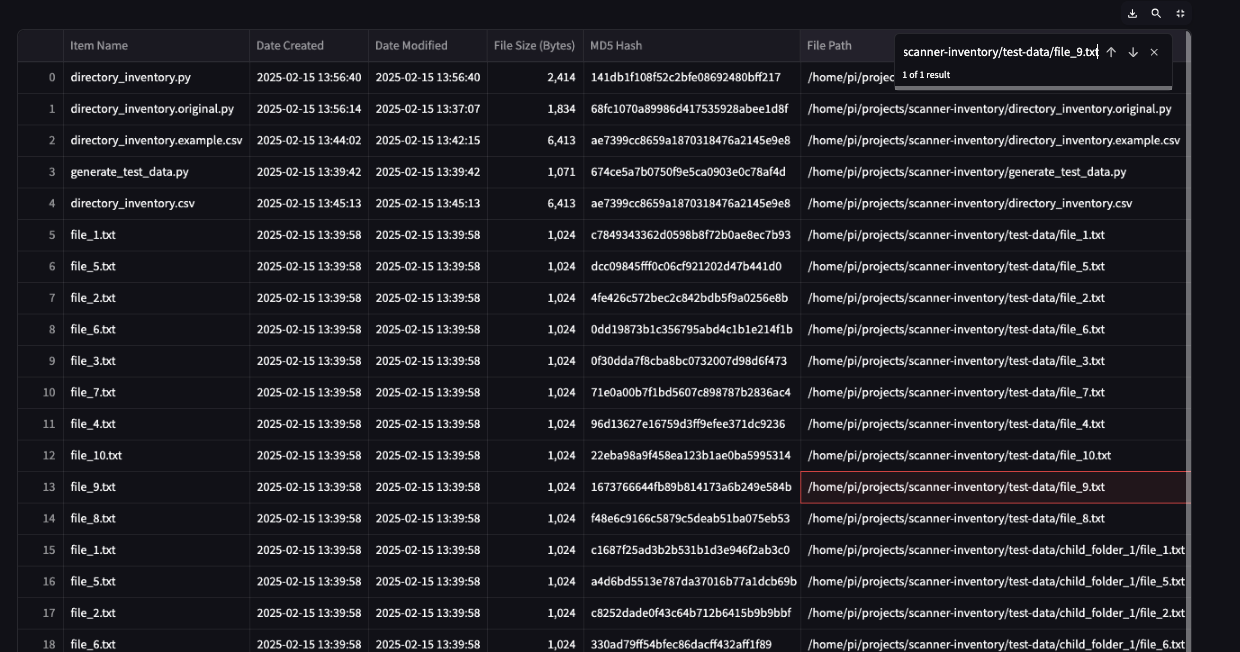 Item Name Date Created Date Modified File Size (Bytes) MD5 Hash File Path
scanner-inventory/test-data/file_9.txt
1 of 1 result
0 directory_inventory.py 2025-02-15 13:56:40 2025-02-15 13:56:40 2,414 141db1f108f52c2bfe08692480bff217 /home/pi/projec
1 directory_inventory.original.py 2025-02-15 13:56:14 2025-02-15 13:37:07 1,834 68fc1070a89986d417535928abee1d8f /home/pi/projects/scanner-inventory/directory_inventory.original.py
2 directory_inventory.example.csv 2025-02-15 13:44:02 2025-02-15 13:42:15 6,413 ae7399cc8659a1870318476a2145e9e8 /home/pi/projects/scanner-inventory/directory_inventory.example.csv
3 generate_test_data.py 2025-02-15 13:39:42 2025-02-15 13:39:42 1,071 674ce5a7b0750f9e5ca0903e0c78af4d /home/pi/projects/scanner-inventory/generate_test_data.py
4 directory_inventory.csv 2025-02-15 13:45:13 2025-02-15 13:45:13 6,413 ae7399cc8659a1870318476a2145e9e8 /home/pi/projects/scanner-inventory/directory_inventory.csv
5 file_1.txt 2025-02-15 13:39:58 2025-02-15 13:39:58 1,024 c7849343362d0598b8f72b0ae8ec7b93 /home/pi/projects/scanner-inventory/test-data/file_1.txt
6 file_5.txt 2025-02-15 13:39:58 2025-02-15 13:39:58 1,024 dcc09845fff0c06cf921202d47b441d0 /home/pi/projects/scanner-inventory/test-data/file_5.txt
7 file_2.txt 2025-02-15 13:39:58 2025-02-15 13:39:58 1,024 4fe426c572bec2c842bdb5f9a0256e8b /home/pi/projects/scanner-inventory/test-data/file_2.txt
8 file_6.txt 2025-02-15 13:39:58 2025-02-15 13:39:58 1,024 0dd19873b1c356795abd4c1b1e214f1b /home/pi/projects/scanner-inventory/test-data/file_6.txt
9 file_3.txt 2025-02-15 13:39:58 2025-02-15 13:39:58 1,024 0f30dda7f8cba8bc0732007d98d6f473 /home/pi/projects/scanner-inventory/test-data/file_3.txt
10 file_7.txt 2025-02-15 13:39:58 2025-02-15 13:39:58 1,024 71e0a00b7f1bd5607c898787b2836ac4 /home/pi/projects/scanner-inventory/test-data/file_7.txt
11 file_4.txt 2025-02-15 13:39:58 2025-02-15 13:39:58 1,024 96d13627e16759d3ff9efee371dc9236 /home/pi/projects/scanner-inventory/test-data/file_4.txt
12 file_10.txt 2025-02-15 13:39:58 2025-02-15 13:39:58 1,024 22eba98a9f458ea123b1ae0ba5995314 /home/pi/projects/scanner-inventory/test-data/file_10.txt
13 file_9.txt 2025-02-15 13:39:58 2025-02-15 13:39:58 1,024 1673766644fb89b814173a6b249e584b /home/pi/projects/scanner-inventory/test-data/file_9.txt
14 file_8.txt 2025-02-15 13:39:58 2025-02-15 13:39:58 1,024 f48e6c9166c5879c5deab51ba075eb53 /home/pi/projects/scanner-inventory/test-data/file_8.txt
15 file_1.txt 2025-02-15 13:39:58 2025-02-15 13:39:58 1,024 c1687f25ad3b2b531b1d3e946f2ab3c0 /home/pi/projects/scanner-inventory/test-data/child_folder_1/file_1.txt
16 file_5.txt 2025-02-15 13:39:58 2025-02-15 13:39:58 1,024 a4d6bd5513e787da37016b77a1dcb69b /home/pi/projects/scanner-inventory/test-data/child_folder_1/file_5.txt
17 file_2.txt 2025-02-15 13:39:58 2025-02-15 13:39:58 1,024 c8252dade0f43c64b712b6415b9b9bbf /home/pi/projects/scanner-inventory/test-data/child_folder_1/file_2.txt
18 file_6.txt 2025-02-15 13:39:58 2025-02-15 13:39:58 1,024 330ad79ff54bfec86dacff432aff1f89 /home/pi/projects/scanner-inventory/test-data/child_folder_1/file_6.txt